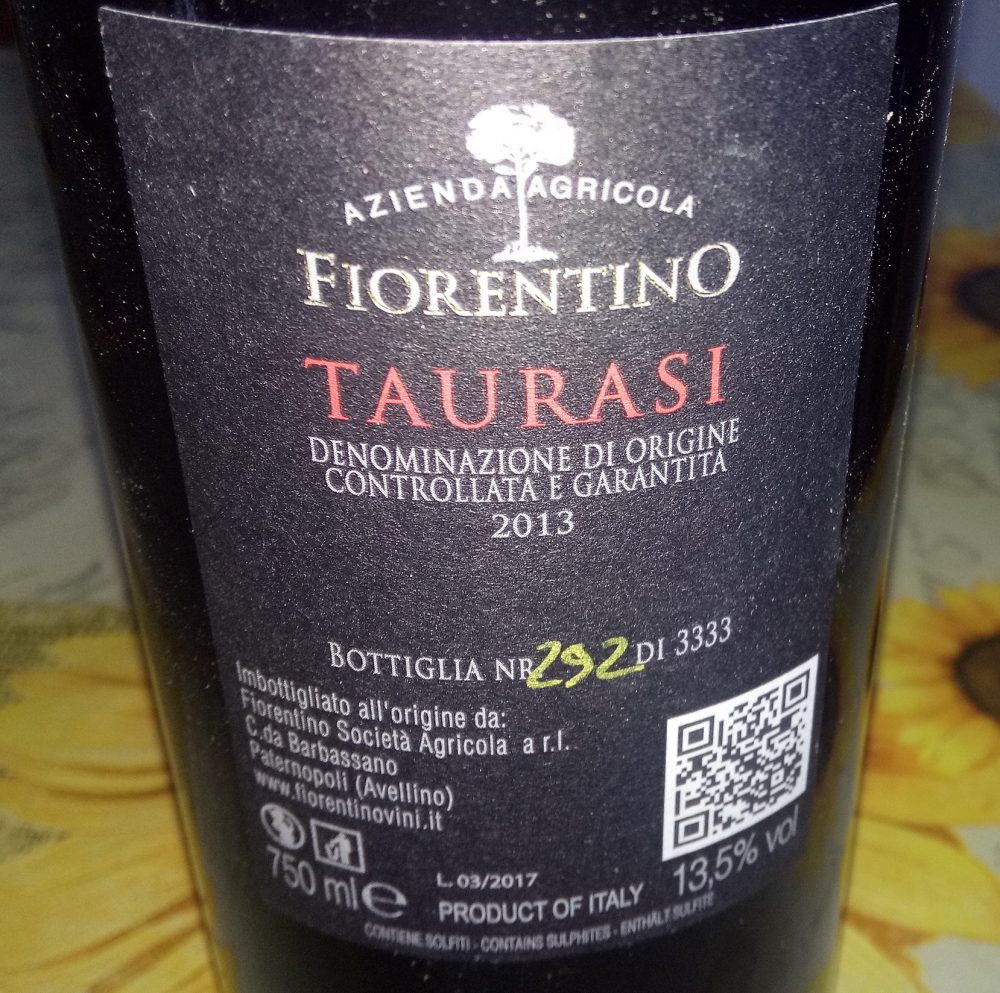 AZIENDA AGRICOLA
FIORENTINO
TAURASI
DENOMINAZIONE DI ORIGINE
CONTROLLATA E GARANTITA
2013
BOTTIGLIA NR 292 DI 3333
Imbottigliato all'origine da:
Fiorentino Società Agricola a r.l.
C.da Barbassano
Paternopoli (Avellino)
www.fiorentinovini.it
750 ml e
L. 03/2017
PRODUCT OF ITALY
13,5% vol
CONTIENE SOLFITI - CONTAINS SULPHITES - ENTHÄLT SULFITE